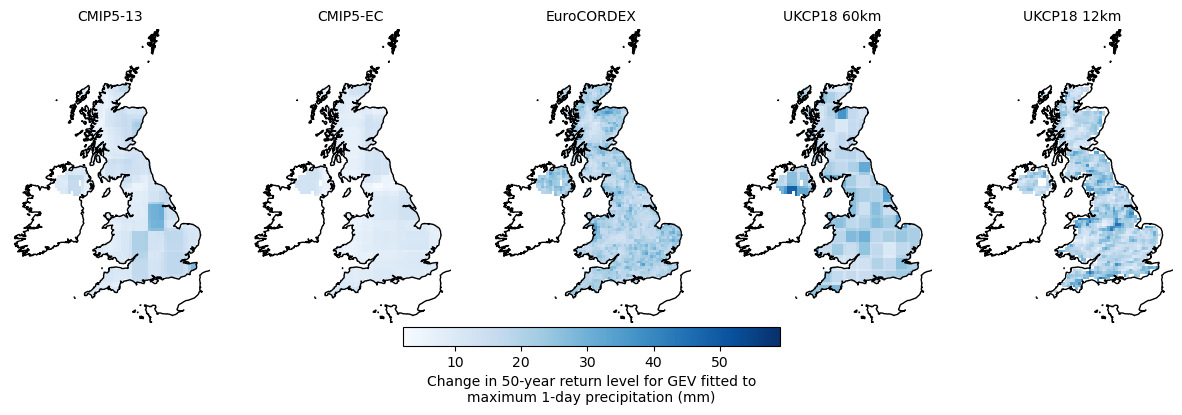 CMIP5-13
CMIP5-EC
EuroCORDEX
UKCP18 60km
UKCP18 12km
10 20 30 40 50
Change in 50-year return level for GEV fitted to
maximum 1-day precipitation (mm)